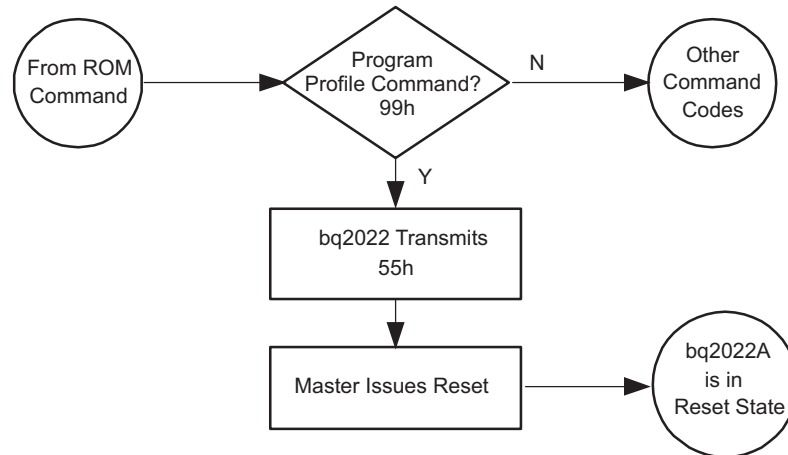 From ROM
Command
Program
Profile Command?
99h
N
Other
Command
Codes
Y
bq2022 Transmits
55h
Master Issues Reset
bq2022A
is in
Reset State